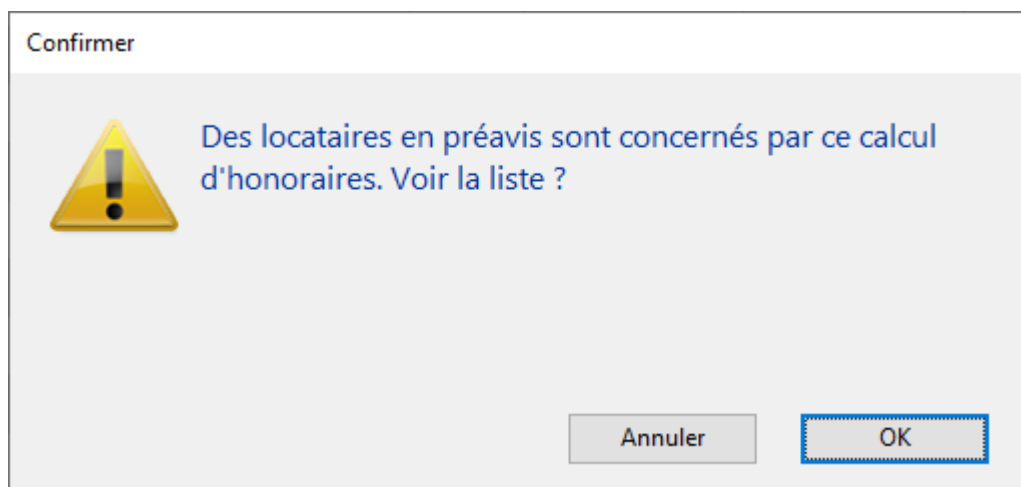 Confirmer
Des locataires en préavis sont concernés par ce calcul
d'honoraires. Voir la liste ?
Annuler
OK